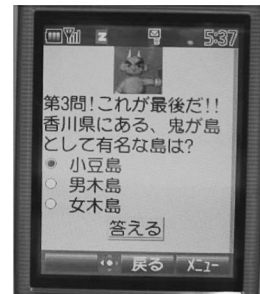 5:37
第3問!これが最後だ!!
香川県にある、鬼が島
として有名な島は?
小豆島
男木島
女木島
答える
戻る ﾒﾆｭｰ